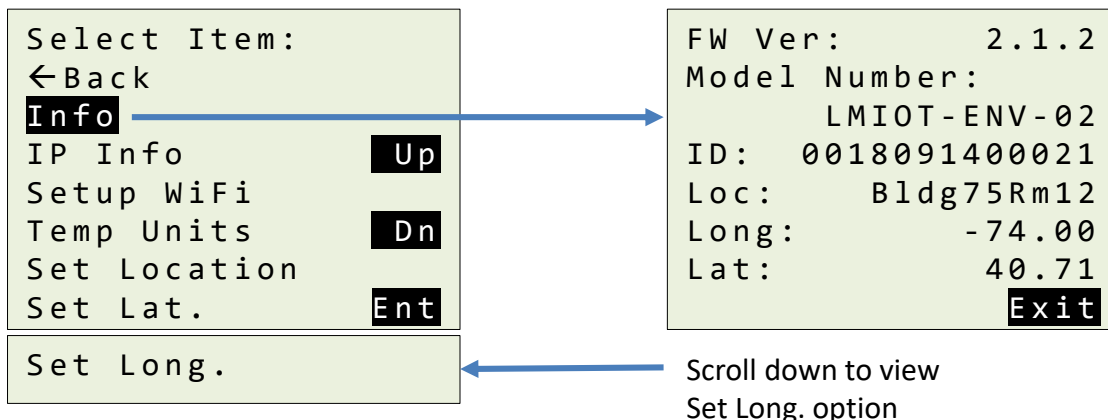 Select Item:
←Back
Info
IP Info Up
Setup WiFi
Temp Units Dn
Set Location
Set Lat. Ent
Set Long.
FW Ver: 2.1.2
Model Number:
LMIOT-ENV-02
ID: 0018091400021
Loc: Bldg75Rm12
Long: -74.00
Lat: 40.71
Exit
Scroll down to view
Set Long. option